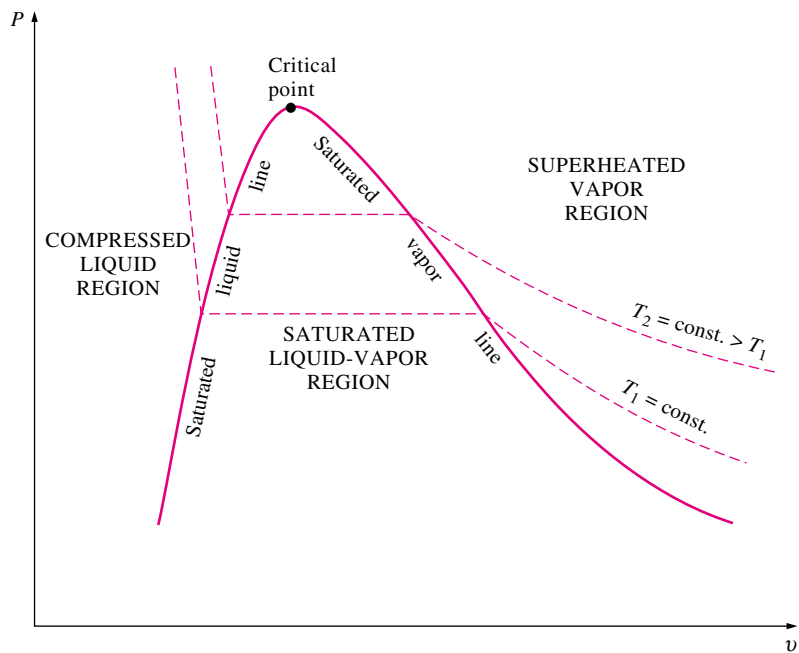 P
Critical
point
line
Saturated
SUPERHEATED
VAPOR
REGION
COMPRESSED
LIQUID
REGION
liquid
vapor
SATURATED
LIQUID-VAPOR
REGION
line
T₂ = const. > T₁
T₁ = const.
Saturated
υ